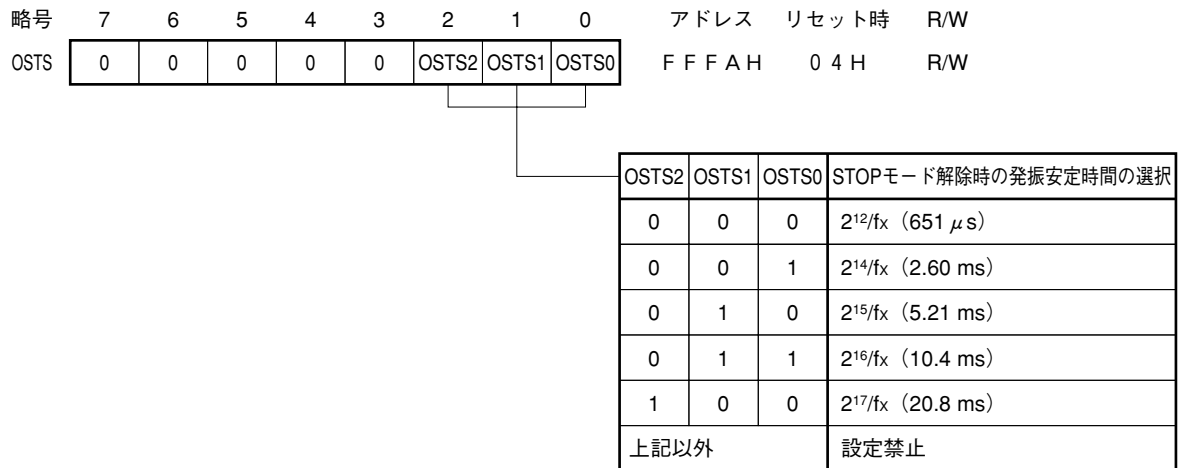 略号 7 6 5 4 3 2 1 0 アドレス リセット時 R/W
OSTS 0 0 0 0 0 OSTS2 OSTS1 OSTS0 ＦＦＦＡＨ ０４Ｈ R/W
OSTS2 OSTS1 OSTS0 STOPモード解除時の発振安定時間の選択
0 0 0 2¹²/fx（651 μs）
0 0 1 2¹⁴/fx（2.60 ms）
0 1 0 2¹⁵/fx（5.21 ms）
0 1 1 2¹⁶/fx（10.4 ms）
1 0 0 2¹⁷/fx（20.8 ms）
上記以外 設定禁止